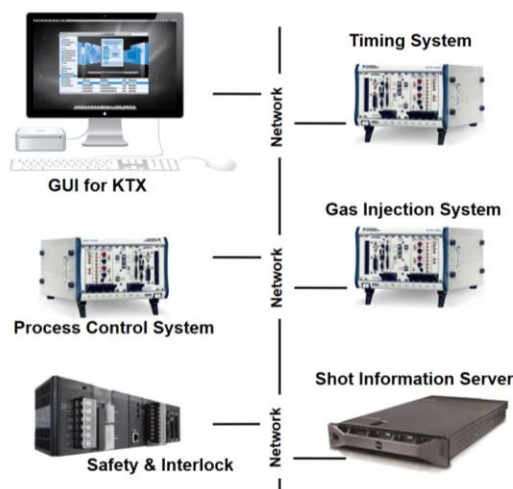 Timing System
Network
GUI for KTX
Gas Injection System
Network
Process Control System
Shot Information Server
Network
Safety & Interlock